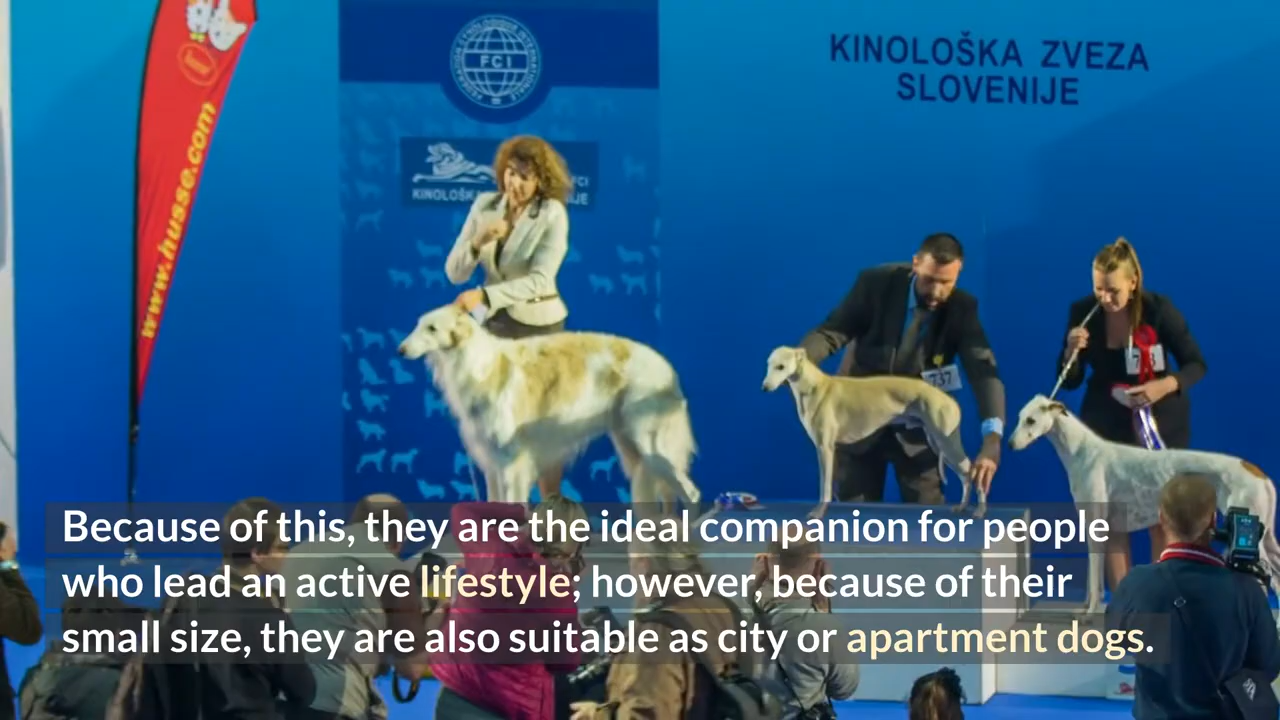 KINOLOŠKA ZVEZA
SLOVENIJE
FCI
www.husse.com
FCI
KINOLOŠKA
737
Because of this, they are the ideal companion for people
who lead an active lifestyle; however, because of their
small size, they are also suitable as city or apartment dogs.